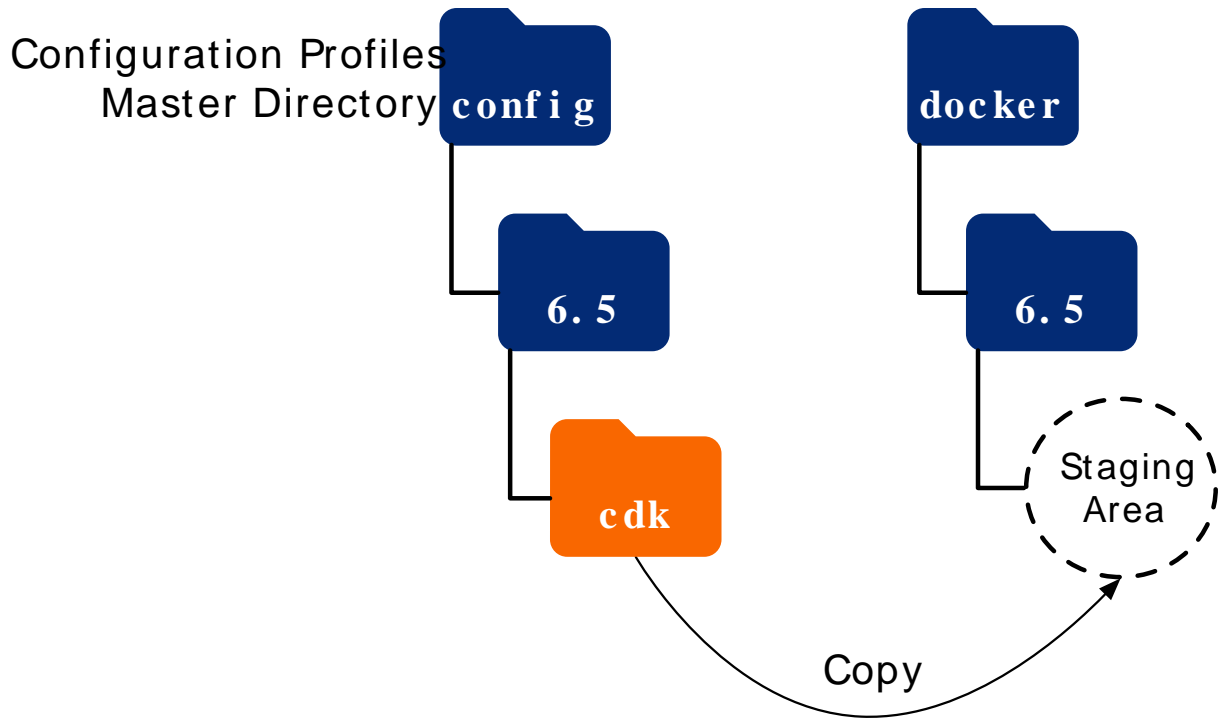 Configuration Profiles
Master Directory
config
docker
6.5
6.5
cdk
Staging
Area
Copy